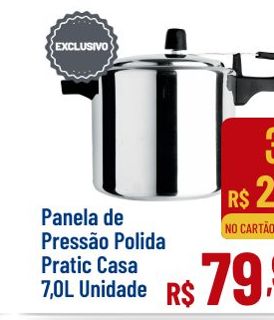 EXCLUSIVO
R$ 2
NO CARTÃO
Panela de
Pressão Polida
Pratic Casa
7,0L Unidade
R$ 79,